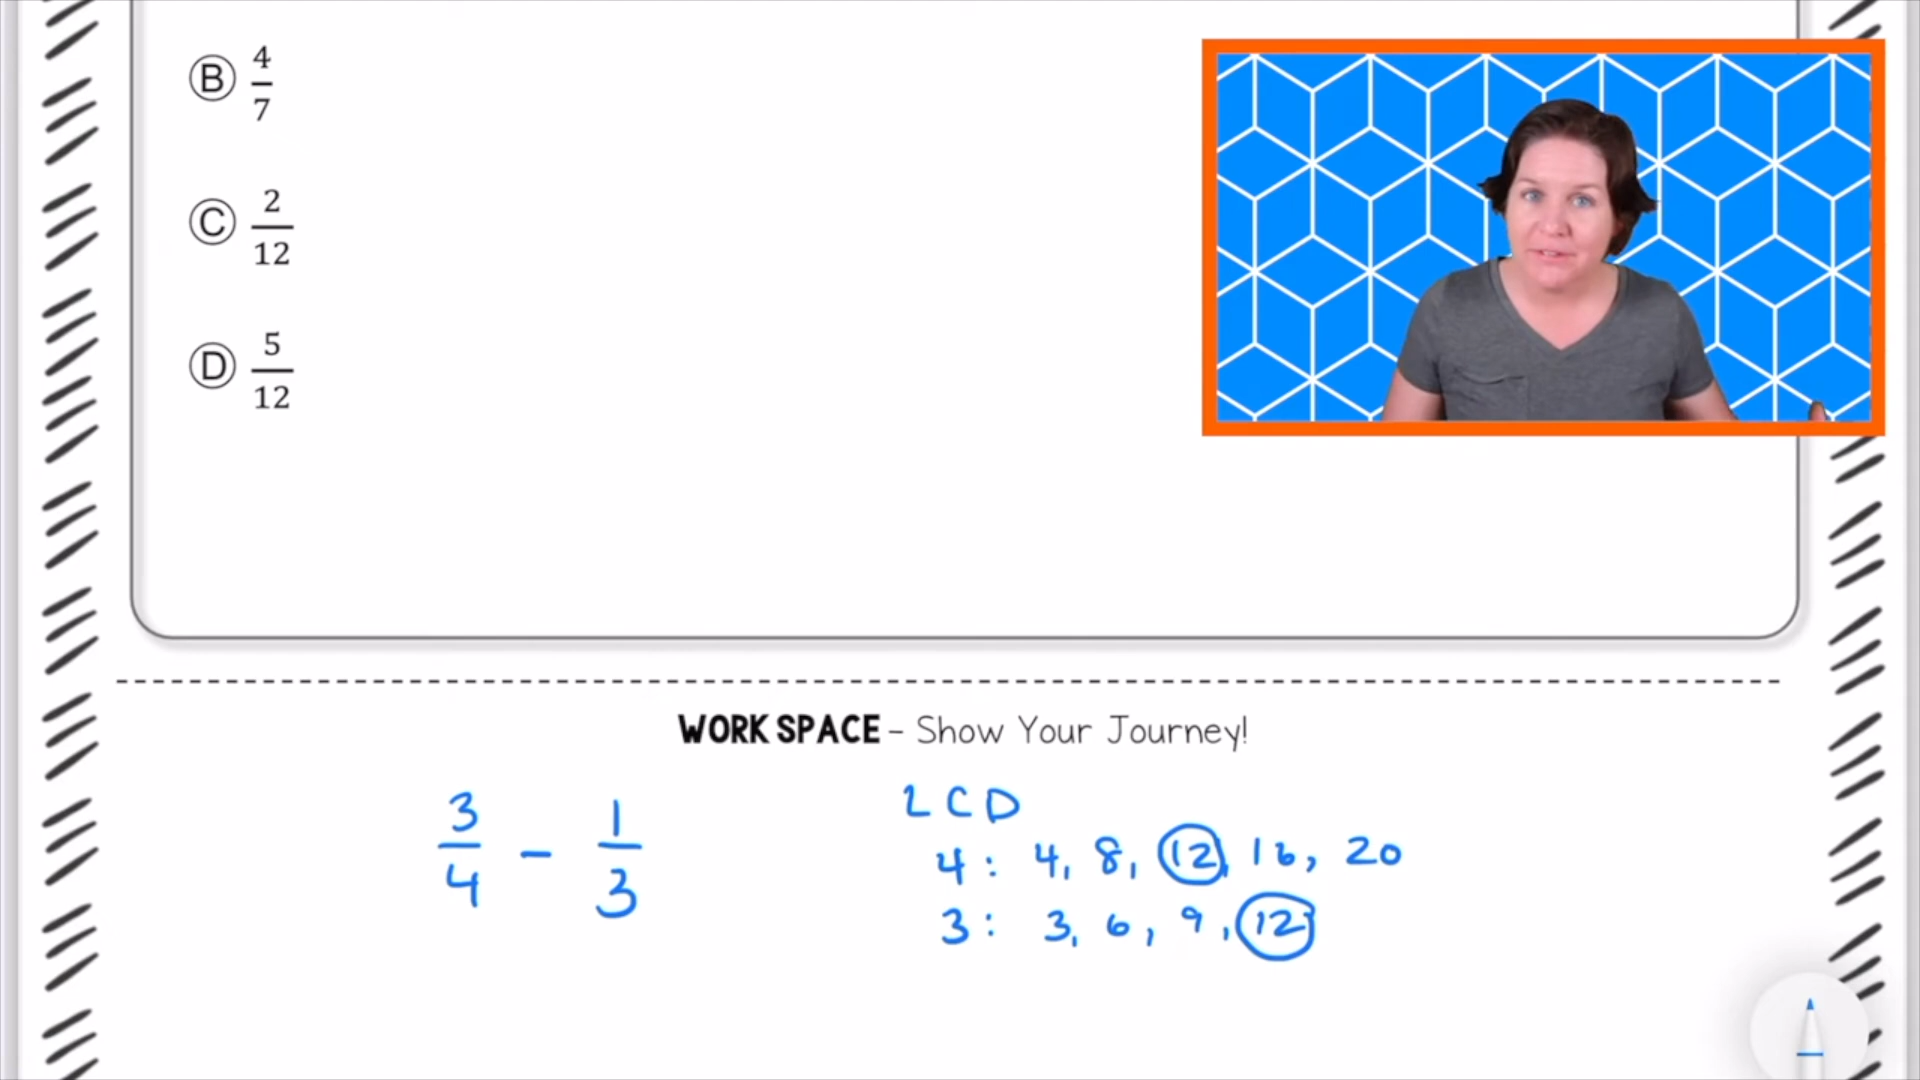 B 4/7
C 2/12
D 5/12
WORK SPACE - Show Your Journey!
3/4 - 1/3
LCD
4: 4, 8, 12, 16, 20
3: 3, 6, 9, 12